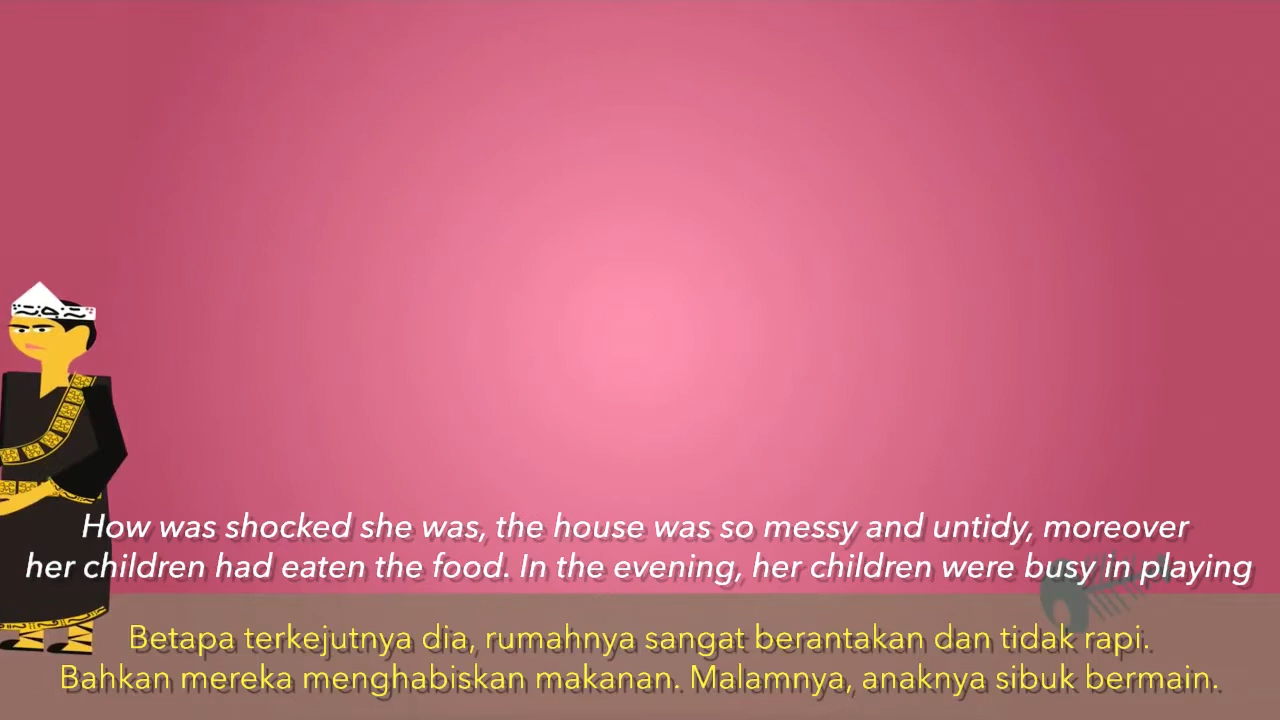 How was shocked she was, the house was so messy and untidy, moreover
her children had eaten the food. In the evening, her children were busy in playing
Betapa terkejutnya dia, rumahnya sangat berantakan dan tidak rapi.
Bahkan mereka menghabiskan makanan. Malamnya, anaknya sibuk bermain.